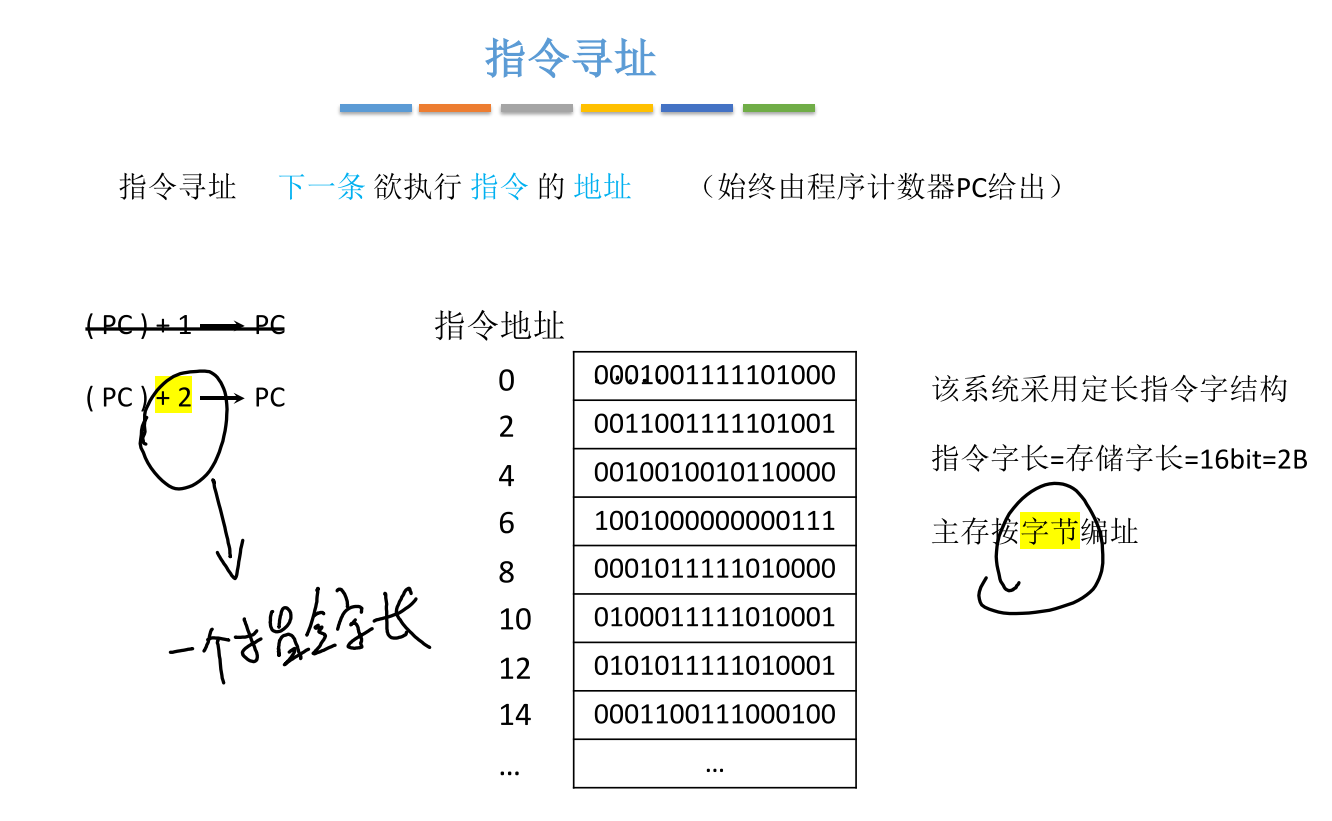 指令寻址
指令寻址 下一条 欲执行 指令 的 地址 （始终由程序计数器PC给出）
( PC ) + 1 → PC
( PC ) + 2 → PC
一个指令字长
指令地址
0 0001001111101000
2 0011001111101001
4 0010010010110000
6 1001000000000111
8 0001011111010000
10 0100011111010001
12 0101011111010001
14 0001100111000100
... ...
该系统采用定长指令字结构
指令字长=存储字长=16bit=2B
主存按字节编址